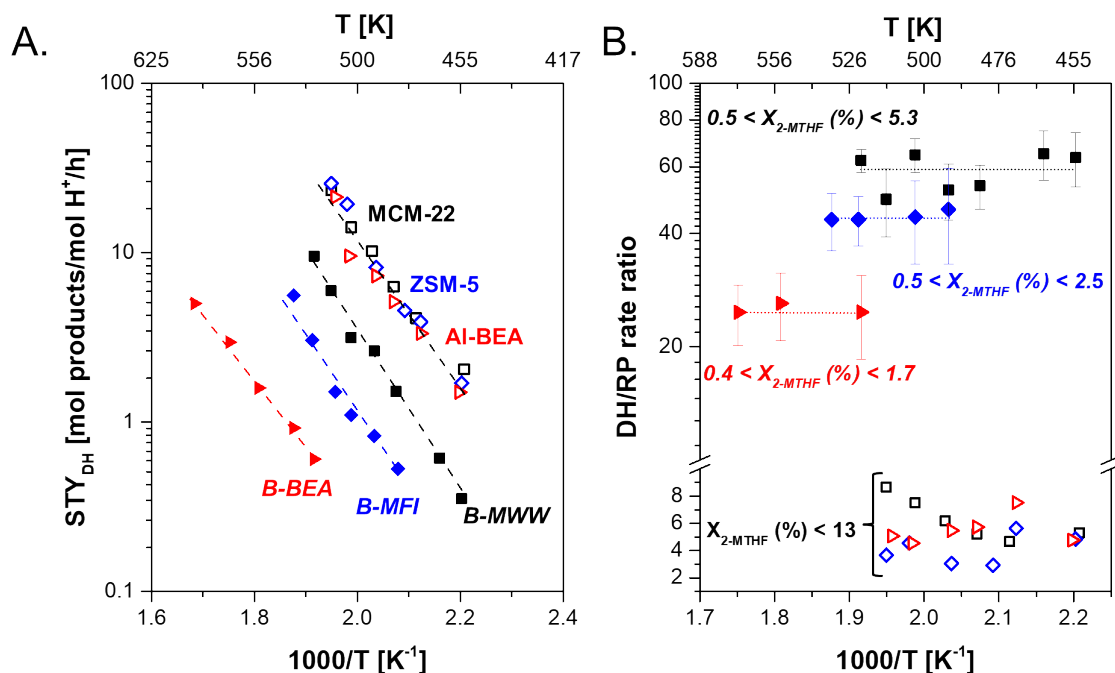 A.
T [K]
625 556 500 455 417
100
10
1
0.1
STY_DH [mol products/mol H⁺/h]
MCM-22
ZSM-5
Al-BEA
B-BEA
B-MFI
B-MWW
1.6 1.8 2.0 2.2 2.4
1000/T [K⁻¹]
B.
T [K]
588 556 526 500 476 455
100
80
60
40
20
8
6
4
2
DH/RP rate ratio
0.5 < X_2-MTHF (%) < 5.3
0.5 < X_2-MTHF (%) < 2.5
0.4 < X_2-MTHF (%) < 1.7
X_2-MTHF (%) < 13
1.7 1.8 1.9 2.0 2.1 2.2
1000/T [K⁻¹]